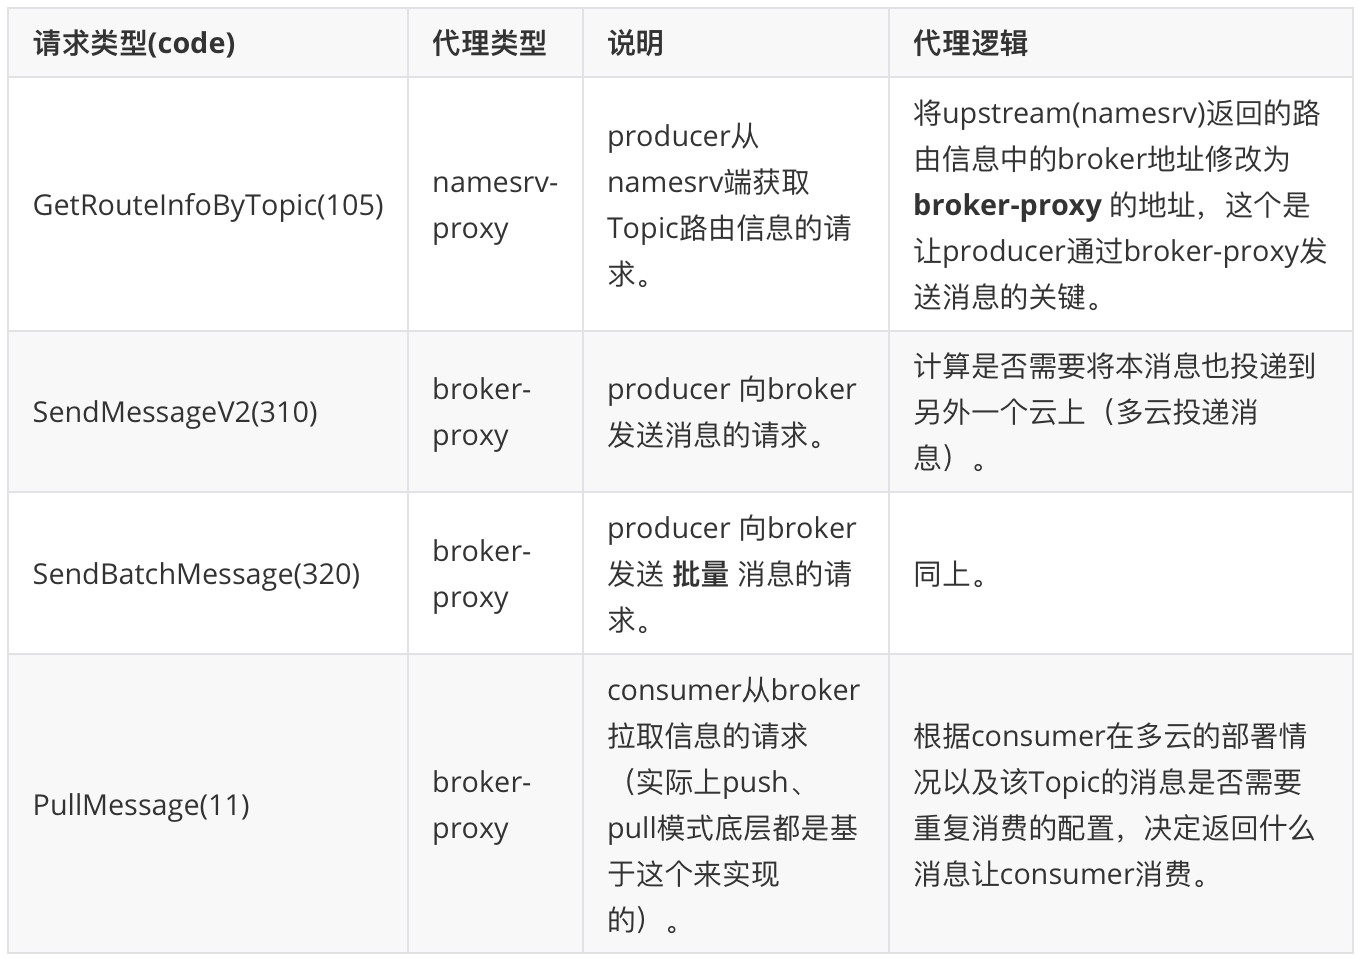 请求类型(code)
代理类型
说明
代理逻辑
GetRouteInfoByTopic(105)
namesrv-
proxy
producer从
namesrv端获取
Topic路由信息的请
求。
将upstream(namesrv)返回的路
由信息中的broker地址修改为
broker-proxy 的地址，这个是
让producer通过broker-proxy发
送消息的关键。
SendMessageV2(310)
broker-
proxy
producer 向broker
发送消息的请求。
计算是否需要将本消息也投递到
另外一个云上（多云投递消
息）。
SendBatchMessage(320)
broker-
proxy
producer 向broker
发送 批量 消息的请
求。
同上。
PullMessage(11)
broker-
proxy
consumer从broker
拉取信息的请求
（实际上push、
pull模式底层都是基
于这个来实现
的）。
根据consumer在多云的部署情
况以及该Topic的消息是否需要
重复消费的配置，决定返回什么
消息让consumer消费。